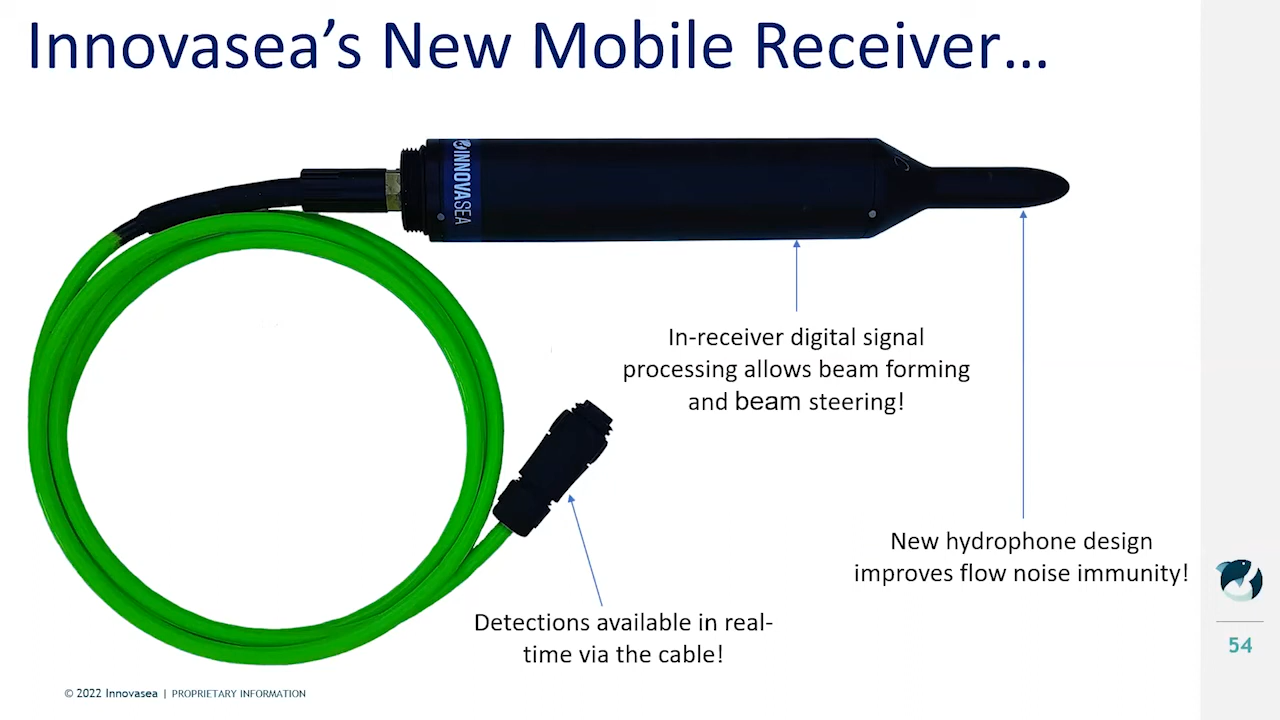 Innovasea's New Mobile Receiver...
INNOVASEA
In-receiver digital signal
processing allows beam forming
and beam steering!
New hydrophone design
improves flow noise immunity!
Detections available in real-
time via the cable!
54
© 2022 Innovasea | PROPRIETARY INFORMATION